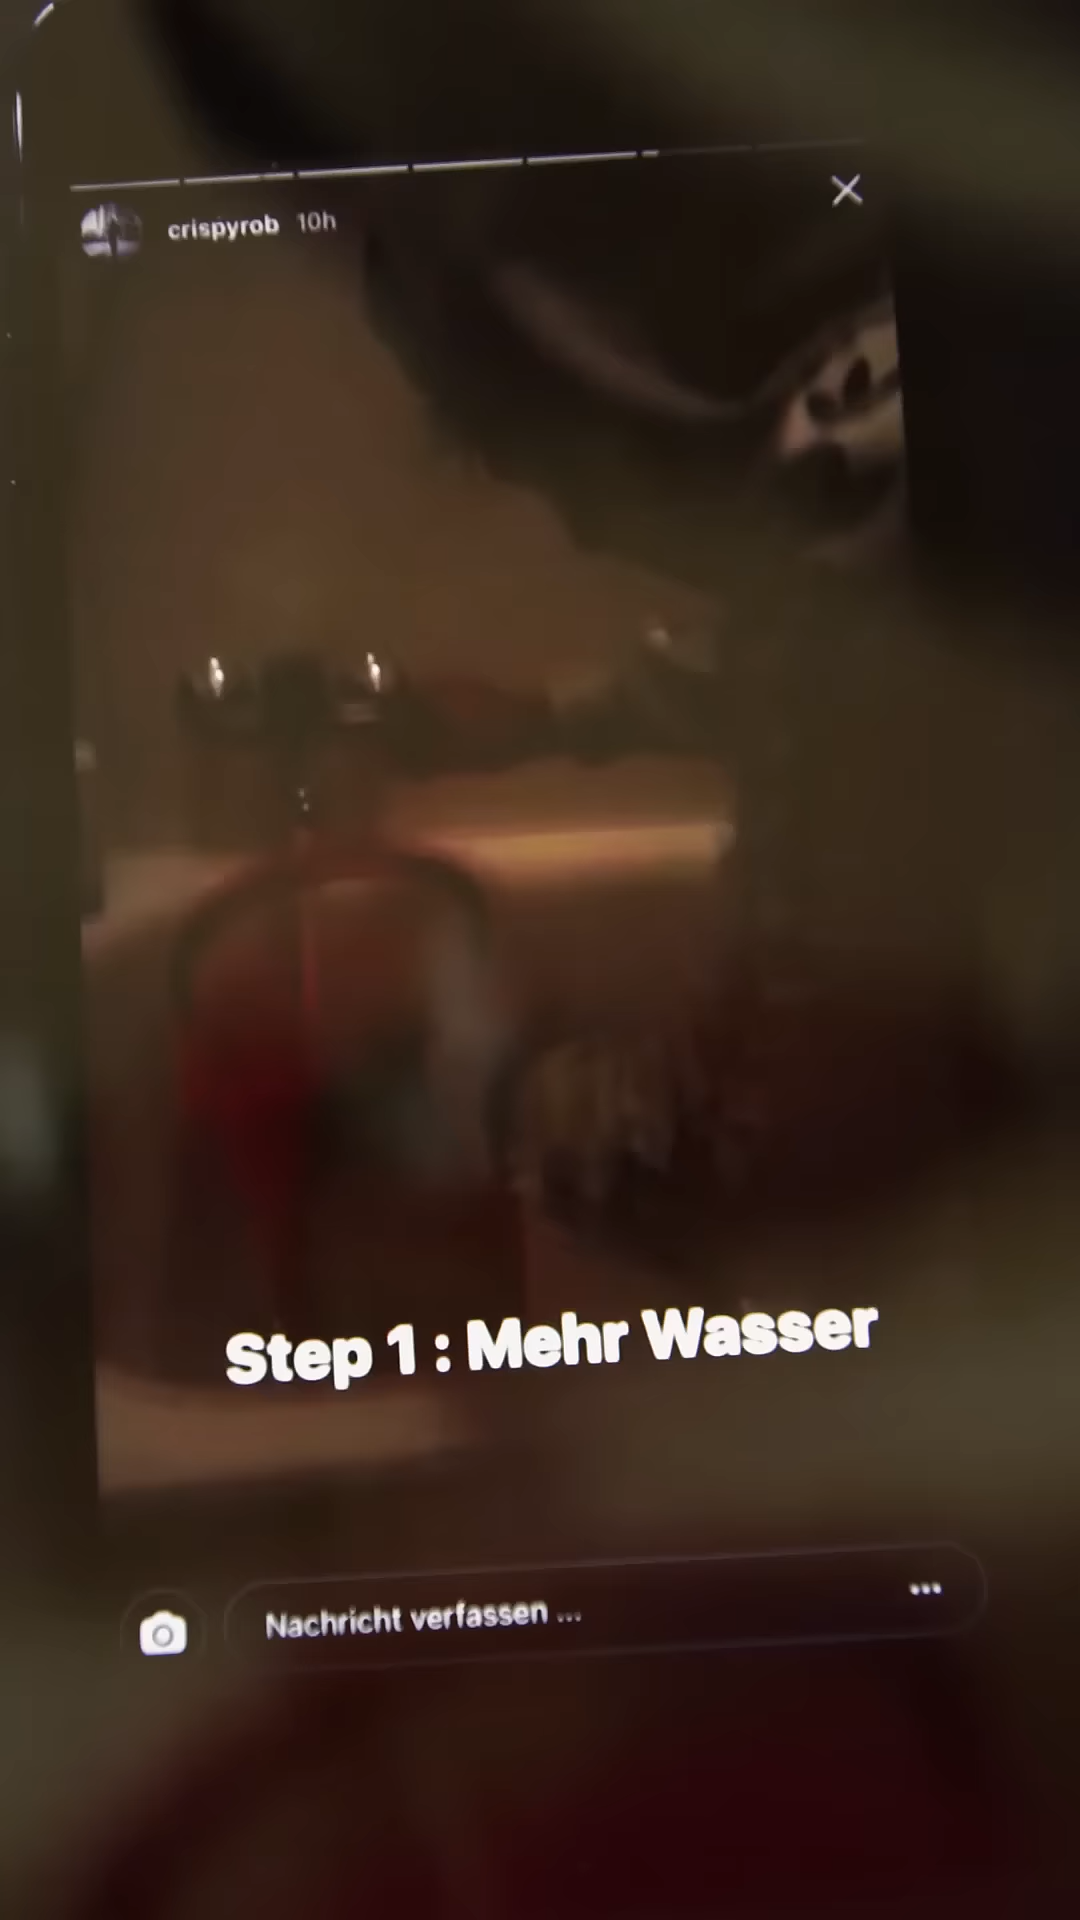 crispyrob 10h
Step 1 : Mehr Wasser
Nachricht verfassen ...